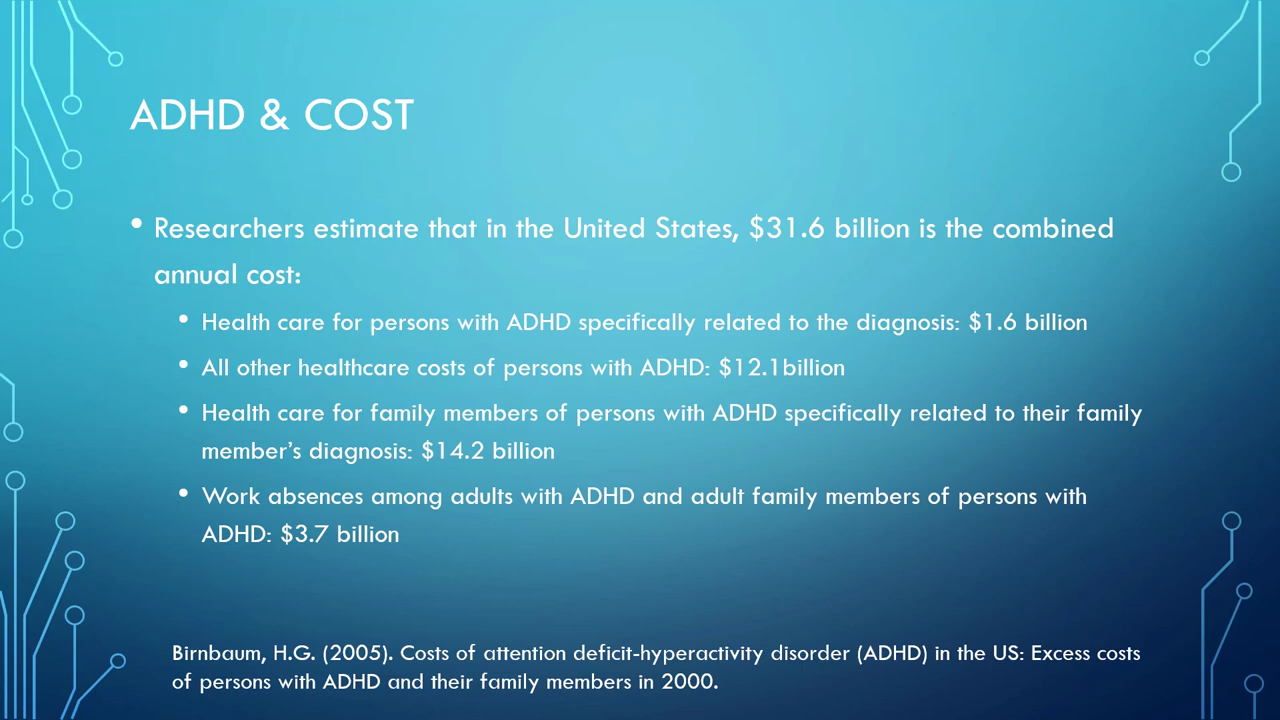 ADHD & COST
• Researchers estimate that in the United States, $31.6 billion is the combined
annual cost:
• Health care for persons with ADHD specifically related to the diagnosis: $1.6 billion
• All other healthcare costs of persons with ADHD: $12.1billion
• Health care for family members of persons with ADHD specifically related to their family
member’s diagnosis: $14.2 billion
• Work absences among adults with ADHD and adult family members of persons with
ADHD: $3.7 billion
Birnbaum, H.G. (2005). Costs of attention deficit-hyperactivity disorder (ADHD) in the US: Excess costs
of persons with ADHD and their family members in 2000.